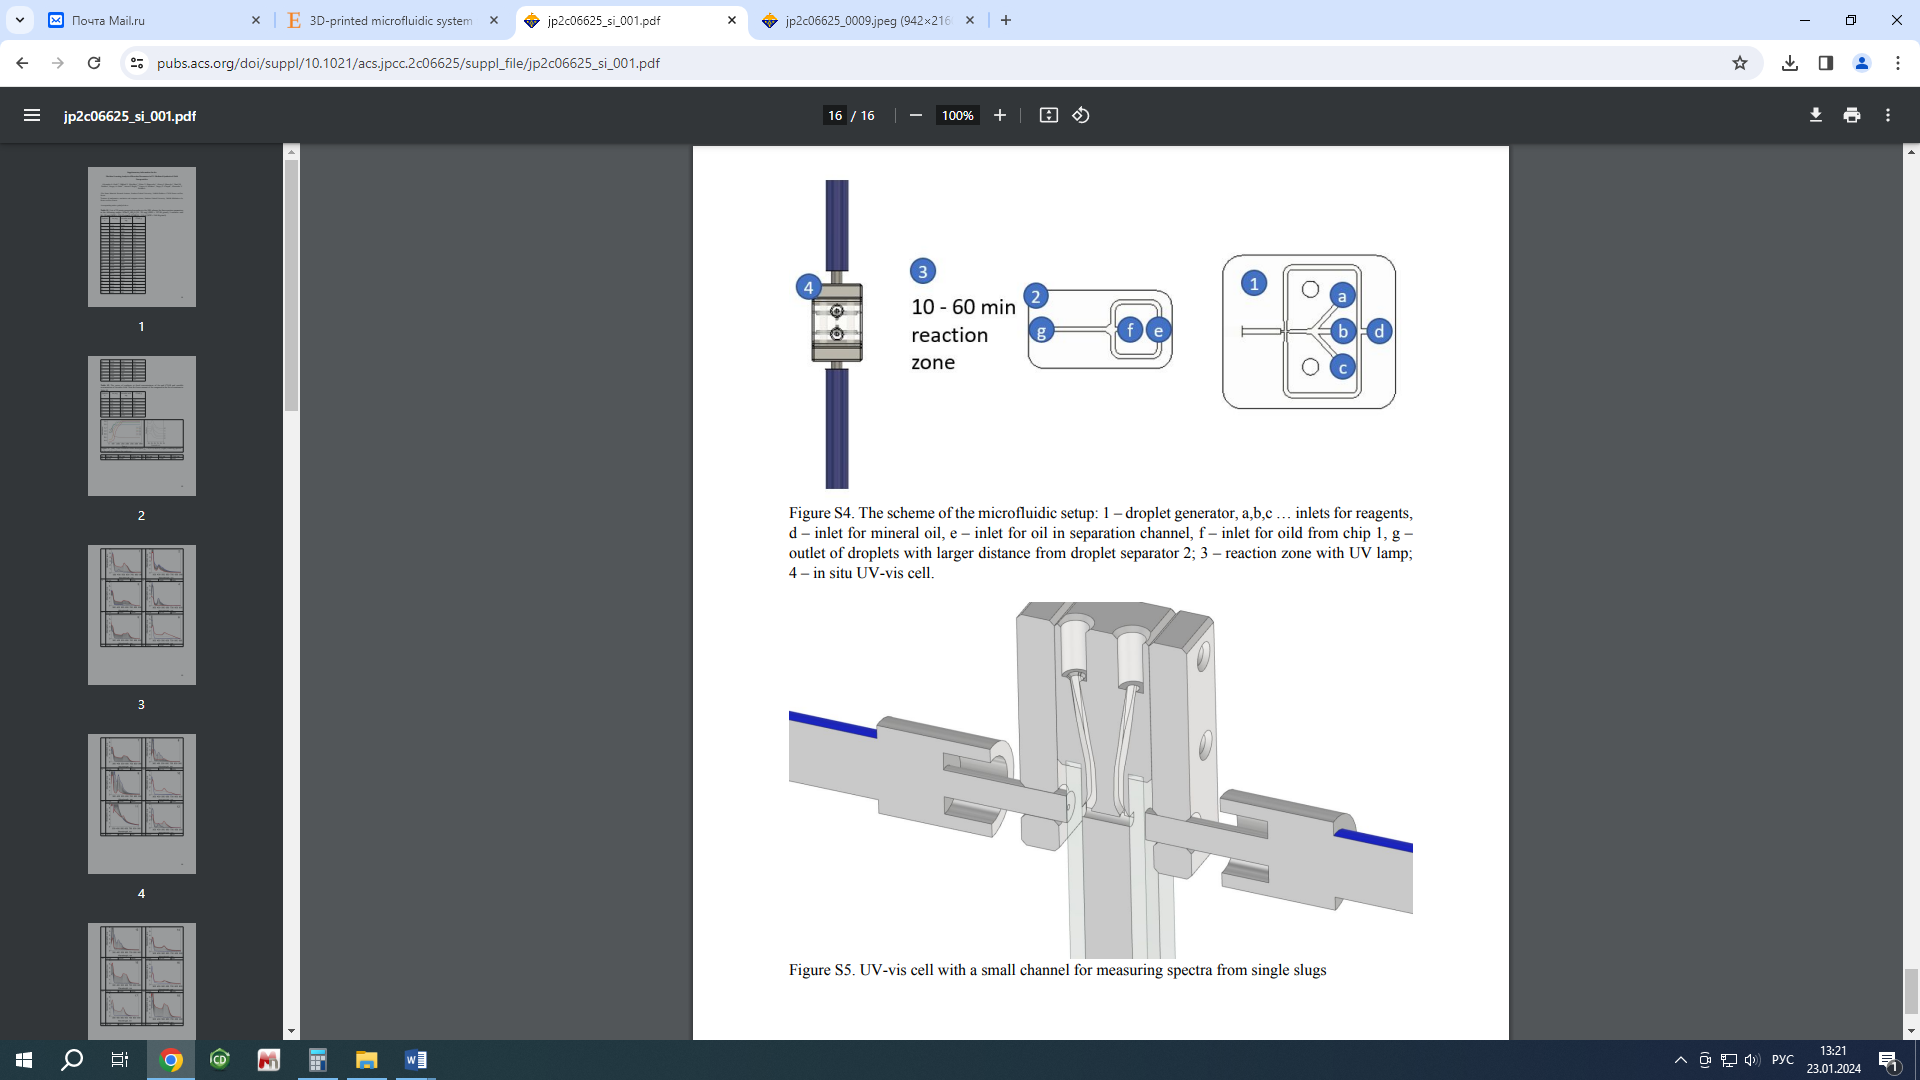 Почта Mail.ru
3D-printed microfluidic system
jp2c06625_si_001.pdf
jp2c06625_0009.jpeg (942×216
pubs.acs.org/doi/suppl/10.1021/acs.jpcc.2c06625/suppl_file/jp2c06625_si_001.pdf
jp2c06625_si_001.pdf
16 / 16
100%
1
2
3
4
4
3
10 - 60 min
reaction
zone
2
g
f
e
1
a
b
c
d
Figure S4. The scheme of the microfluidic setup: 1 – droplet generator, a,b,c … inlets for reagents,
d – inlet for mineral oil, e – inlet for oil in separation channel, f – inlet for oild from chip 1, g –
outlet of droplets with larger distance from droplet separator 2; 3 – reaction zone with UV lamp;
4 – in situ UV-vis cell.
Figure S5. UV-vis cell with a small channel for measuring spectra from single slugs
РУС
13:21
23.01.2024
1